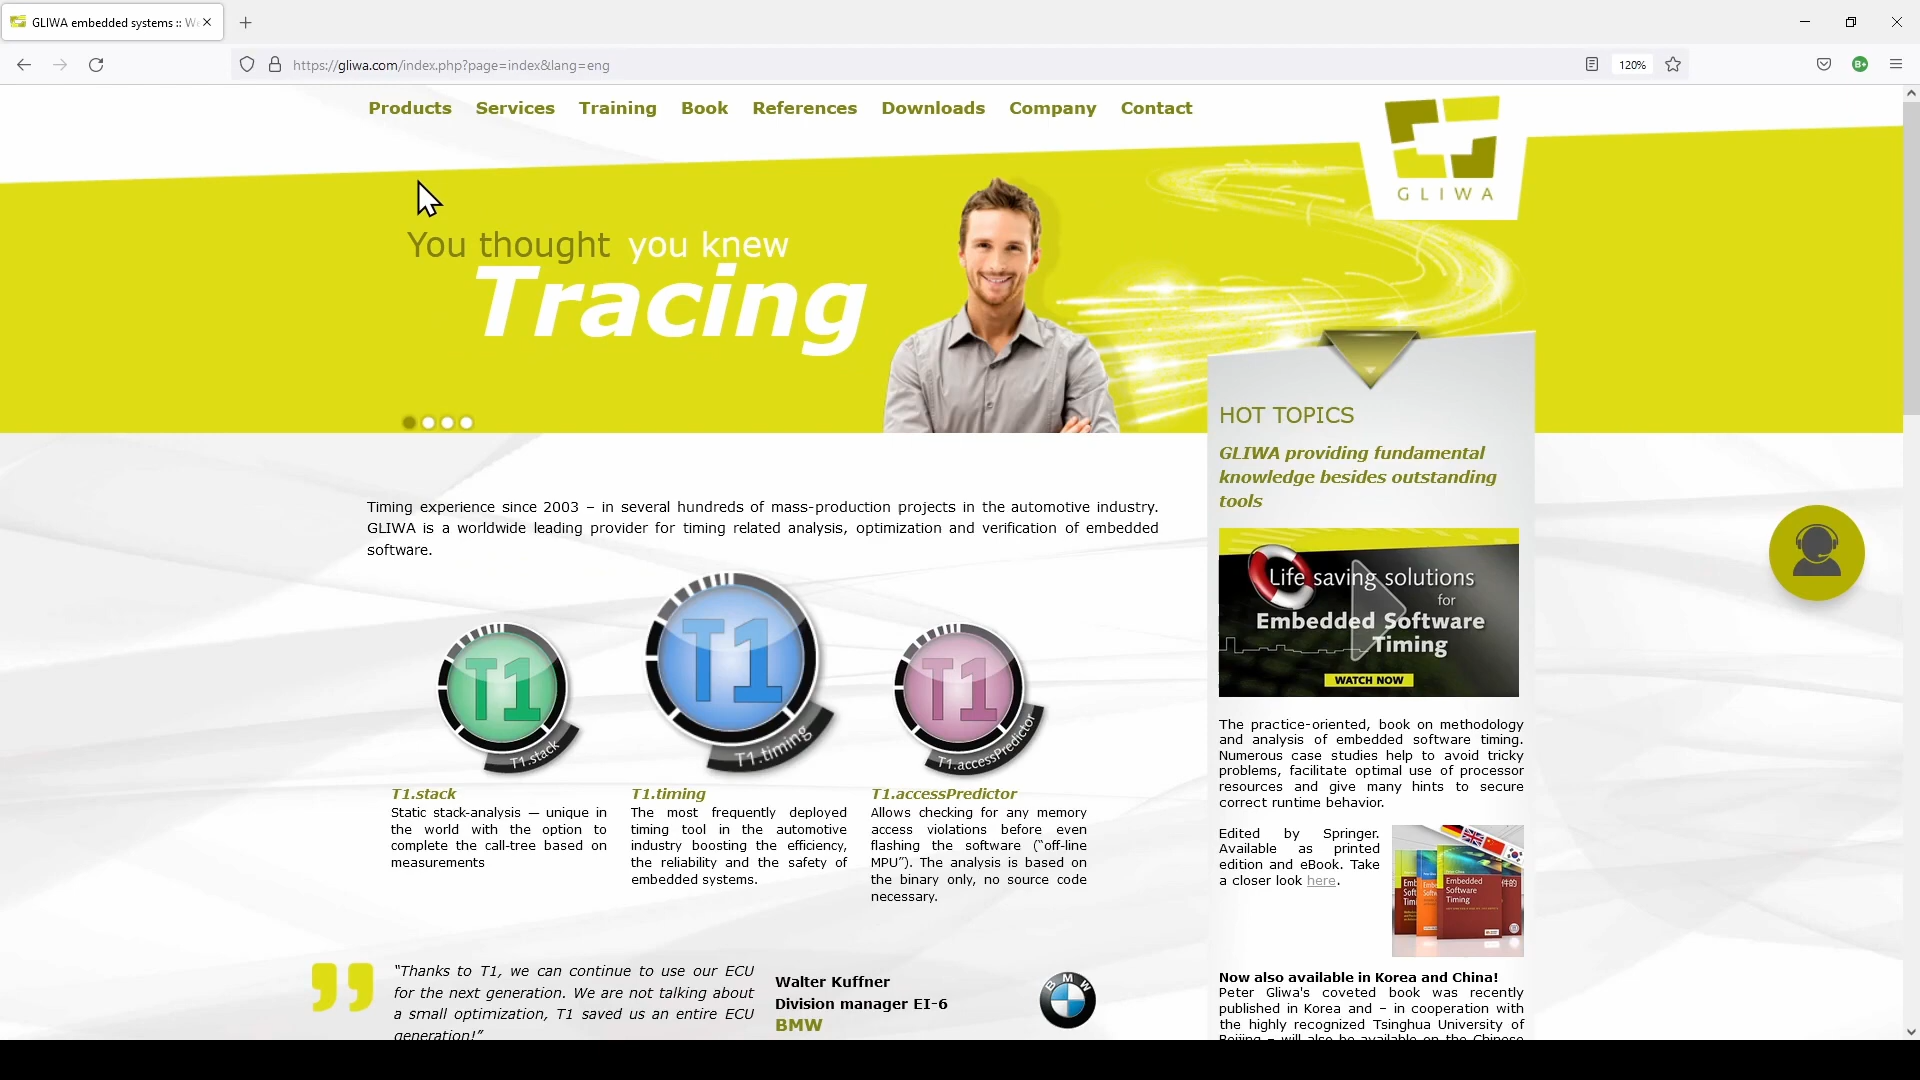 GLIWA embedded systems :: We
https://gliwa.com/index.php?page=index&lang=eng
120%
Products Services Training Book References Downloads Company Contact
GLIWA
You thought you knew
Tracing
HOT TOPICS
GLIWA providing fundamental
knowledge besides outstanding
tools
Life saving solutions
for
Embedded Software
Timing
WATCH NOW
Timing experience since 2003 – in several hundreds of mass-production projects in the automotive industry.
GLIWA is a worldwide leading provider for timing related analysis, optimization and verification of embedded
software.
T1
T1.stack
T1
T1.timing
T1
T1.accessPredictor
T1.stack
Static stack-analysis — unique in
the world with the option to
complete the call-tree based on
measurements
T1.timing
The most frequently deployed
timing tool in the automotive
industry boosting the efficiency,
the reliability and the safety of
embedded systems.
T1.accessPredictor
Allows checking for any memory
access violations before even
flashing the software (“off-line
MPU”). The analysis is based on
the binary only, no source code
necessary.
The practice-oriented, book on methodology
and analysis of embedded software timing.
Numerous case studies help to avoid tricky
problems, facilitate optimal use of processor
resources and give many hints to secure
correct runtime behavior.
Edited by Springer.
Available as printed
edition and eBook. Take
a closer look here.
Embedded
Software
Timing
Now also available in Korea and China!
Peter Gliwa's coveted book was recently
published in Korea and – in cooperation with
the highly recognized Tsinghua University of
Beijing – will also be available on the Chinese
“Thanks to T1, we can continue to use our ECU
for the next generation. We are not talking about
a small optimization, T1 saved us an entire ECU
generation!”
Walter Kuffner
Division manager EI-6
BMW
BMW